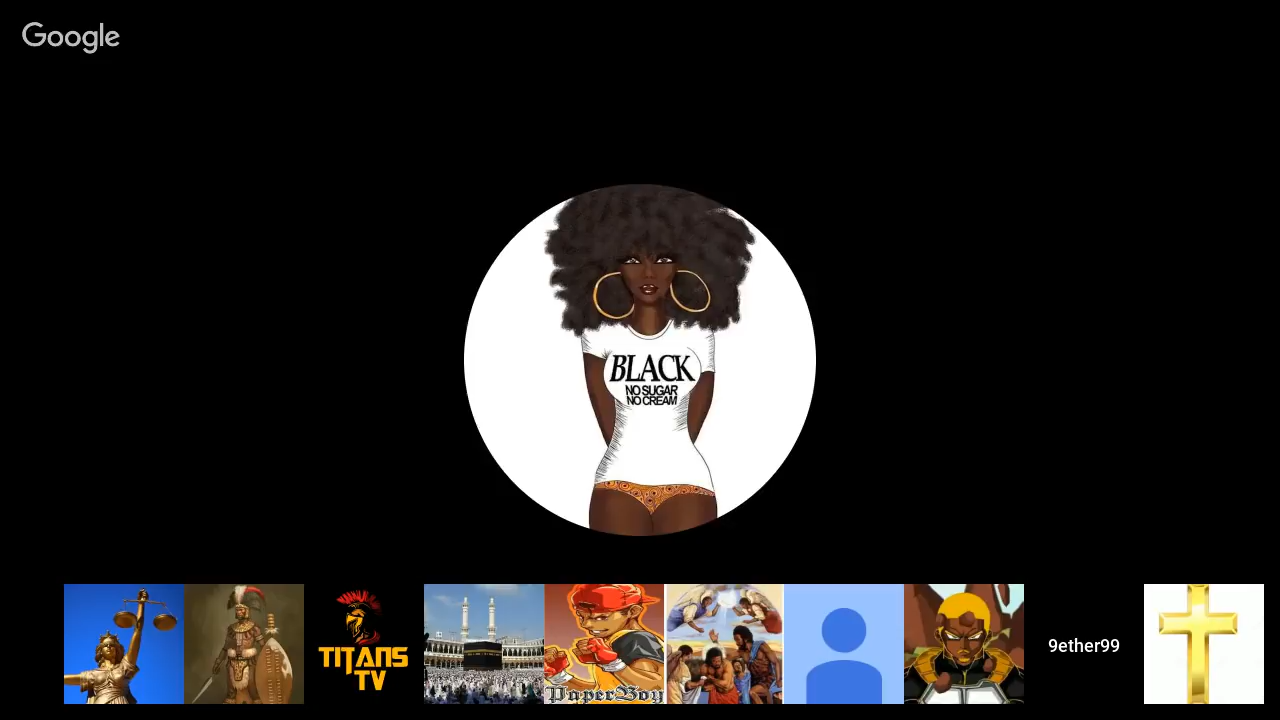 Google
BLACK
NO SUGAR
NO CREAM
TITANS
TV
PaperBoy
9ether99